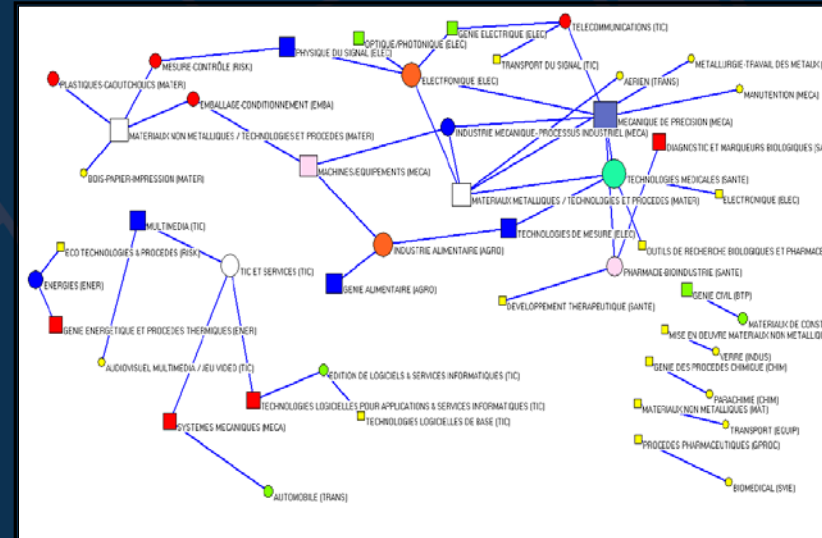 TELECOMMUNICATIONS (TIC)
GENIE ELECTRIQUE (ELEC)
OPTIQUE/PHOTONIQUE (ELEC)
PHYSIQUE DU SIGNAL (ELEC)
MESURE-CONTRÔLE (RISK)
TRANSPORT DU SIGNAL (TIC)
METALLURGIE-TRAVAIL DES METAUX
ELECTRONIQUE (ELEC)
AERIEN (TRANS)
PLASTIQUES-CAOUTCHOUCS (MATER)
MANUTENTION (MECA)
EMBALLAGE-CONDITIONNEMENT (EMBA)
MECANIQUE DE PRECISION (MECA)
MATERIAUX NON METALLIQUES / TECHNOLOGIES ET PROCEDES (MATER)
INDUSTRIE MECANIQUE-PROCESSUS INDUSTRIEL (MECA)
DIAGNOSTIC ET MARQUEURS BIOLOGIQUES
MACHINES/EQUIPEMENTS (MECA)
BOIS-PAPIER-IMPRESSION (MATER)
TECHNOLOGIES MEDICALES (SANTE)
MATERIAUX METALLIQUES / TECHNOLOGIES ET PROCEDES (MATER)
ELECTRONIQUE (ELEC)
MULTIMEDIA (TIC)
TECHNOLOGIES DE MESURE (ELEC)
ECO TECHNOLOGIES & PROCEDES (RISK)
INDUSTRIE ALIMENTAIRE (AGRO)
OUTILS DE RECHERCHE BIOLOGIQUES ET
TIC ET SERVICES (TIC)
PHARMACIE-BIOINDUSTRIE (SANTE)
ENERGIES (ENER)
GENIE ALIMENTAIRE (AGRO)
GENIE CIVIL (BTP)
DEVELOPPEMENT THERAPEUTIQUE (SANTE)
MATERIAUX DE
GENIE ENERGETIQUE ET PROCEDES THERMIQUES (ENER)
MISE EN OEUVRE MATERIAUX NON
VERRE (INDUS)
AUDIOVISUEL MULTIMEDIA / JEU VIDEO (TIC)
GENIE DES PROCEDES CHIMIQUE (CHIM)
EDITION DE LOGICIELS & SERVICES INFORMATIQUES (TIC)
PARACHIMIE (CHIM)
TECHNOLOGIES LOGICIELLES POUR APPLICATIONS & SERVICES INFORMATIQUES (TIC)
MATERIAUX NON METALLIQUES (MAT)
TECHNOLOGIES LOGICIELLES DE BASE (TIC)
SYSTEMES MECANIQUES (MECA)
TRANSPORT (EQUIP)
PROCEDES PHARMACEUTIQUES (GPROC)
BIOMEDICAL (SVIE)
AUTOMOBILE (TRANS)